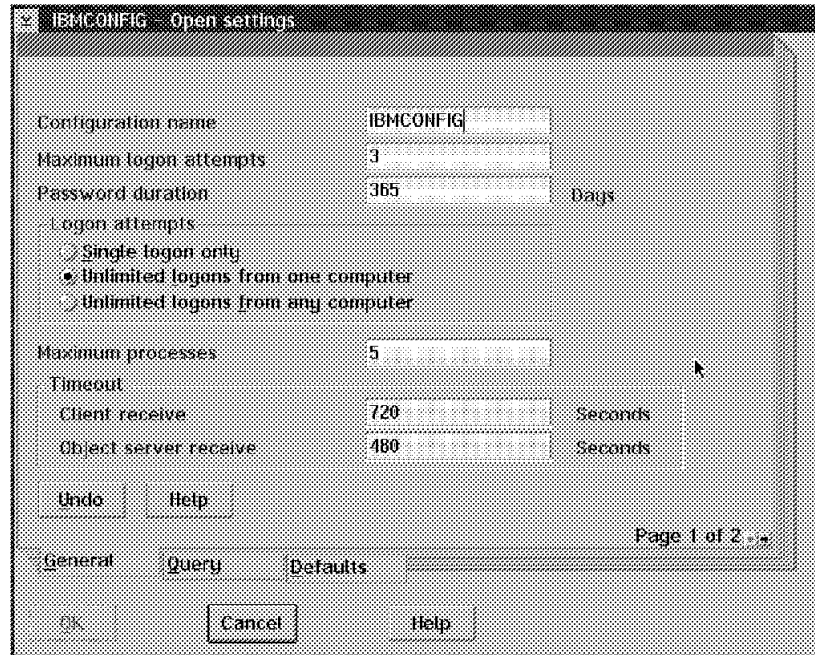 IBMCONFIG - Open settings
Configuration name IBMCONFIG
Maximum logon attempts 3
Password duration 365 Days
Logon attempts
Single logon only
Unlimited logons from one computer
Unlimited logons from any computer
Maximum processes 5
Timeout
Client receive 720 Seconds
Object server receive 480 Seconds
Undo Help
Page 1 of 2
General Query Defaults
OK Cancel Help